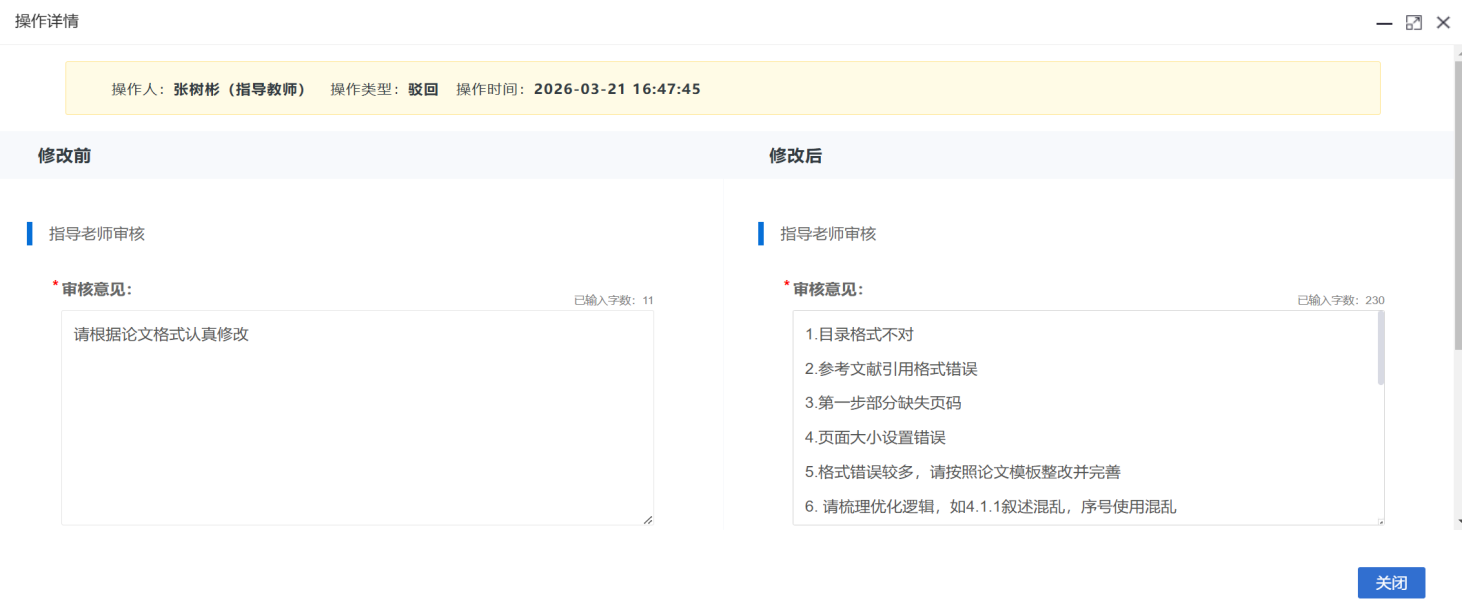 操作详情
操作人：张树彬（指导教师） 操作类型：驳回 操作时间：2026-03-21 16:47:45
修改前
修改后
指导老师审核
指导老师审核
*审核意见：
已输入字数：11
*审核意见：
已输入字数：230
请根据论文格式认真修改
1.目录格式不对
2.参考文献引用格式错误
3.第一步部分缺失页码
4.页面大小设置错误
5.格式错误较多，请按照论文模板整改并完善
6. 请梳理优化逻辑，如4.1.1叙述混乱，序号使用混乱
关闭